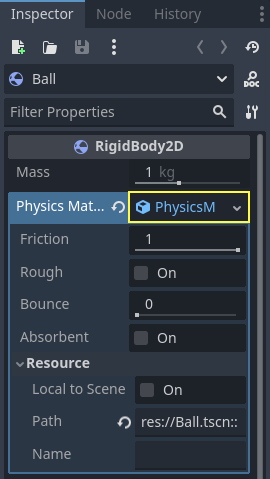 Inspector Node History
Ball
DOC
Filter Properties
RigidBody2D
Mass 1 kg
Physics Mat... PhysicsM
Friction 1
Rough On
Bounce 0
Absorbent On
Resource
Local to Scene On
Path res://Ball.tscn::
Name